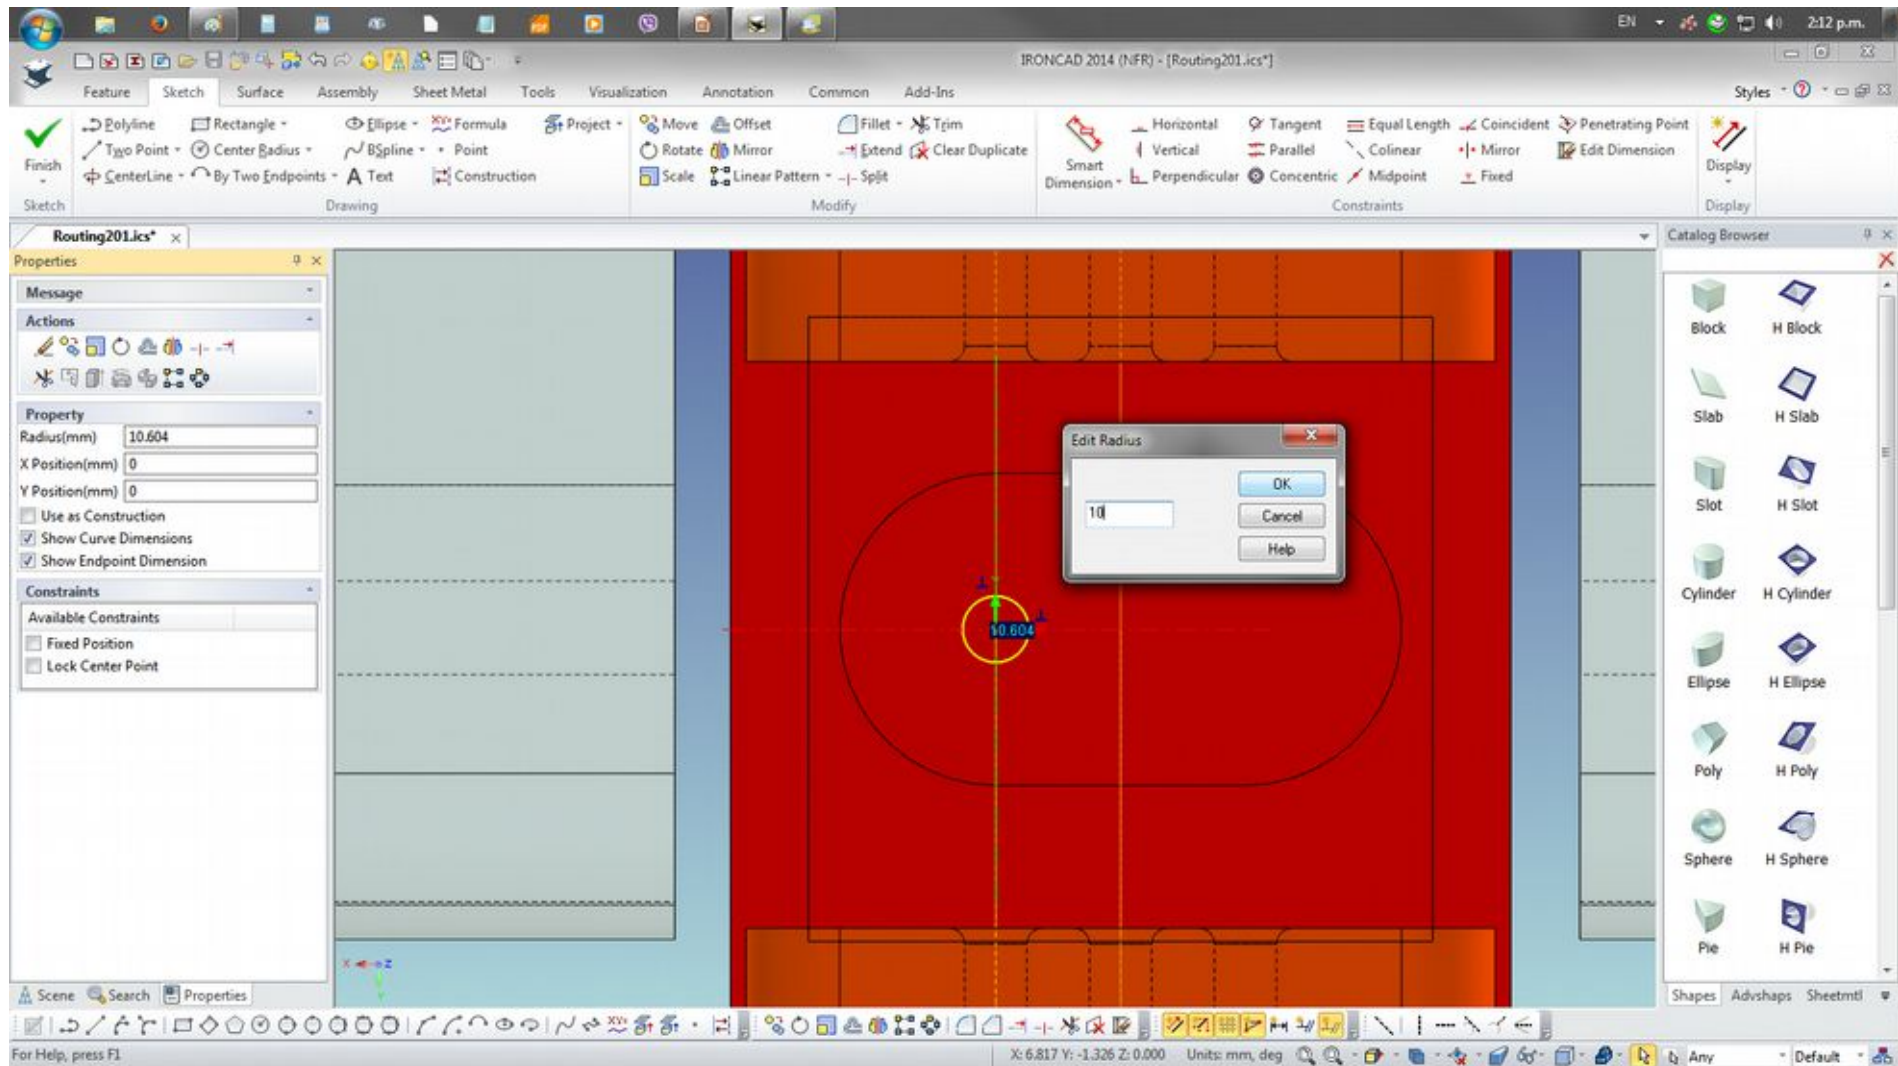 EN 2:12 p.m.
IRONCAD 2014 (NFR) - [Routing201.ics*]
Feature Sketch Surface Assembly Sheet Metal Tools Visualization Annotation Common Add-Ins Styles
Polyline Rectangle Ellipse Formula Project Move Offset Fillet Trim Horizontal Tangent Equal Length Coincident Penetrating Point
Two Point Center Radius BSpline Point Rotate Mirror Extend Clear Duplicate Vertical Parallel Colinear Mirror Edit Dimension
Finish Smart Dimension Display
CenterLine By Two Endpoints A Text Construction Scale Linear Pattern Split Perpendicular Concentric Midpoint Fixed
Sketch Drawing Modify Constraints Display
Routing201.ics* Catalog Browser
Properties
Message
Actions
Property
Radius(mm) 10.604
X Position(mm) 0
Y Position(mm) 0
Use as Construction
Show Curve Dimensions
Show Endpoint Dimension
Constraints
Available Constraints
Fixed Position
Lock Center Point
Edit Radius
10
OK
Cancel
Help
10.604
X Z
Y
Block H Block
Slab H Slab
Slot H Slot
Cylinder H Cylinder
Ellipse H Ellipse
Poly H Poly
Sphere H Sphere
Pie H Pie
Scene Search Properties
Shapes Advshaps Sheetmtl
For Help, press F1 X: 6.817 Y: -1.326 Z: 0.000 Units: mm, deg Any Default